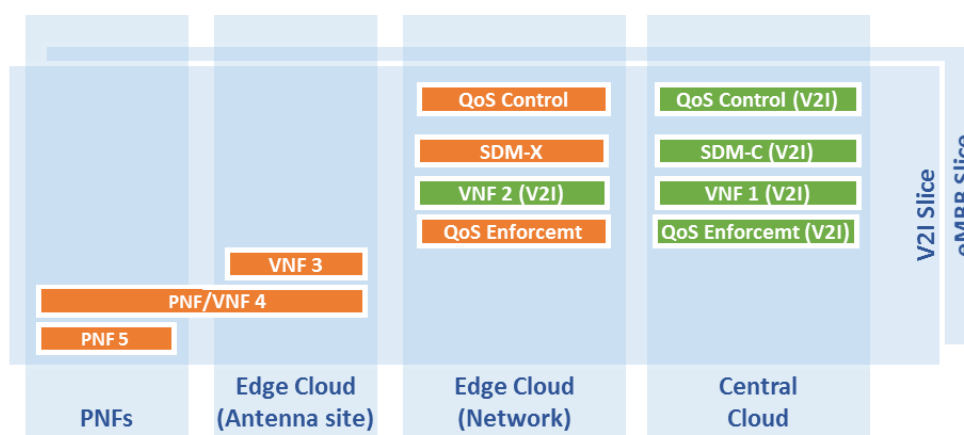 QoS Control
QoS Control (V2I)
SDM-X
SDM-C (V2I)
VNF 2 (V2I)
VNF 1 (V2I)
QoS Enforcemt
QoS Enforcemt (V2I)
VNF 3
PNF/VNF 4
PNF 5
V2I Slice
eMBB Slice
PNFs
Edge Cloud
(Antenna site)
Edge Cloud
(Network)
Central
Cloud